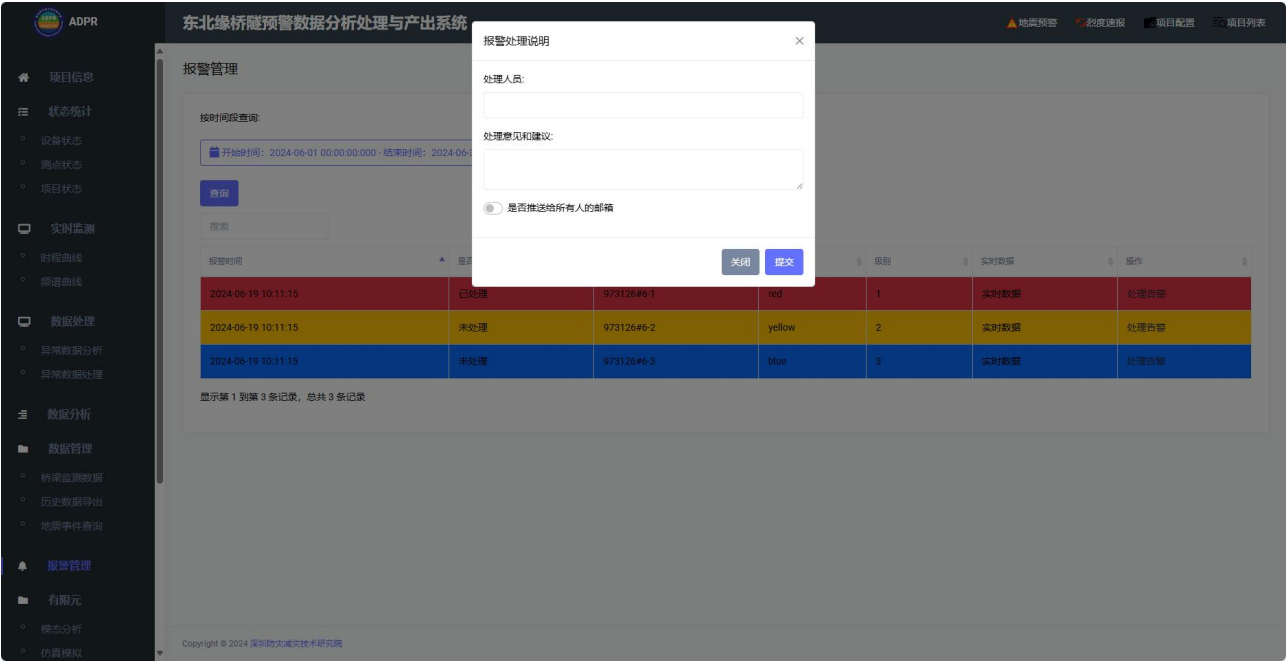 ADPR
东北缘桥隧预警数据分析处理与产出系统
地震预警
烈度速报
项目配置
项目列表
项目信息
状态统计
设备状态
测点状态
项目状态
实时监测
时程曲线
频谱曲线
数据处理
异常数据分析
异常数据处理
数据分析
数据管理
桥梁监测数据
历史数据导出
地震事件查询
报警管理
有限元
模态分析
仿真模拟
报警管理
按时间段查询:
开始时间：2024-06-01 00:00:00:000 - 结束时间：2024-06-
查询
搜索
报警时间 是否 级别 实时数据 操作
2024-06-19 10:11:15 已处理 973126#6-1 red 1 实时数据 处理告警
2024-06-19 10:11:15 未处理 973126#6-2 yellow 2 实时数据 处理告警
2024-06-19 10:11:15 未处理 973126#6-3 blue 3 实时数据 处理告警
显示第 1 到第 3 条记录，总共 3 条记录
报警处理说明 ×
处理人员:
处理意见和建议:
是否推送给所有人的邮箱
关闭 提交
Copyright © 2024 深圳防灾减灾技术研究院